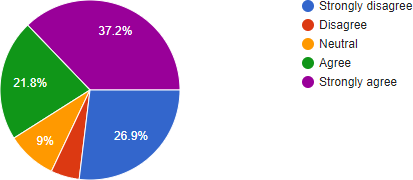 Strongly disagree
Disagree
Neutral
Agree
Strongly agree
37.2%
21.8%
9%
26.9%